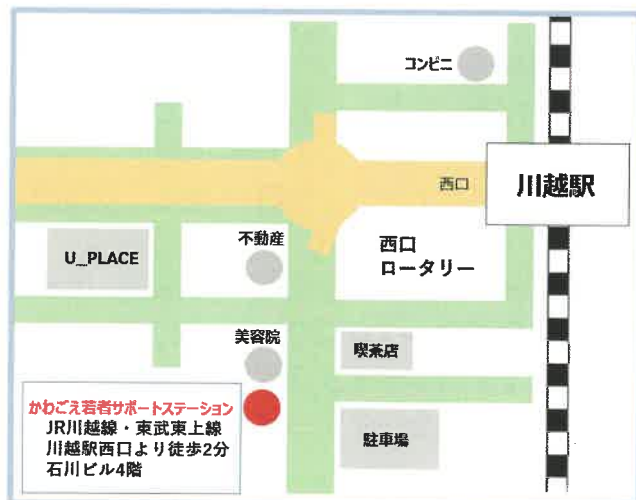 コンビニ
川越駅
西口
不動産
西口
ロータリー
U_PLACE
美容院
喫茶店
かわごえ若者サポートステーション
JR川越線・東武東上線
川越駅西口より徒歩2分
石川ビル4階
駐車場